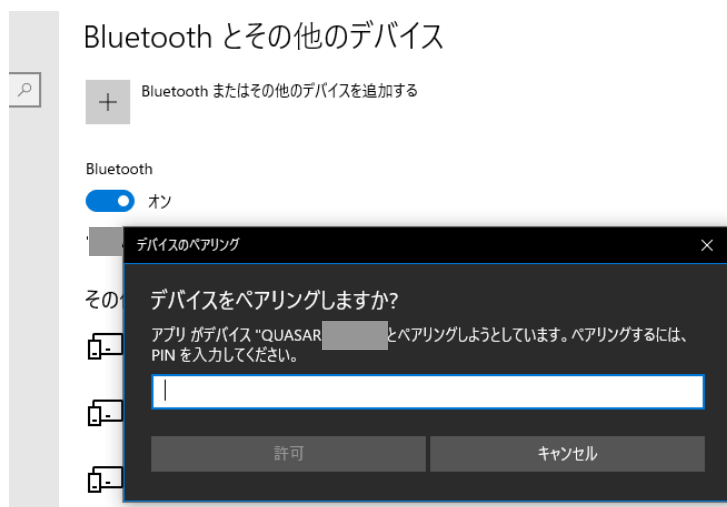 Bluetooth とその他のデバイス
Bluetooth またはその他のデバイスを追加する
Bluetooth
オン
デバイスのペアリング
その
デバイスをペアリングしますか?
アプリ がデバイス "QUASAR とペアリングしようとしています。ペアリングするには、
PIN を入力してください。
許可
キャンセル